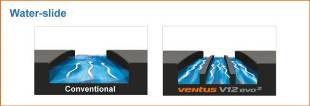 Water-slide
Conventional
ventus V12 evo²